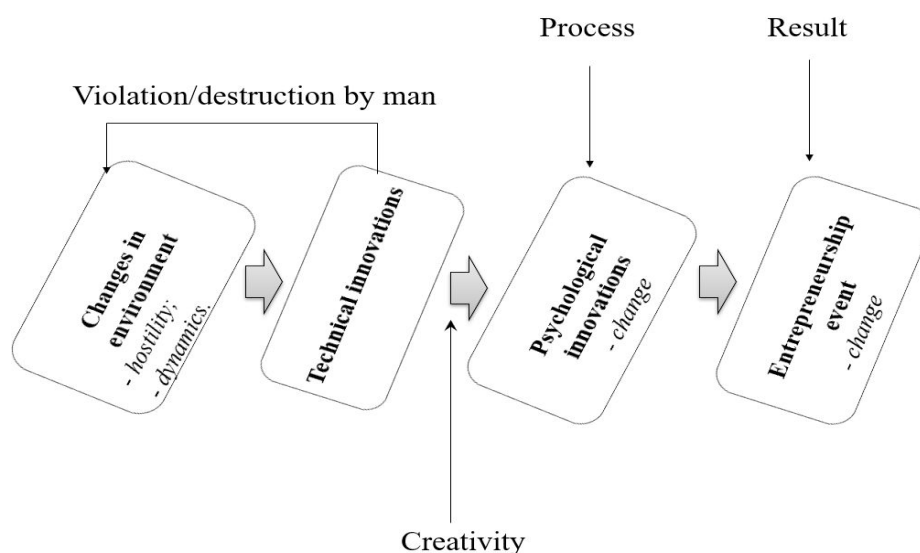 Process
Result
Violation/destruction by man
Changes in
environment
- hostility;
- dynamics.
Technical innovations
Psychological
innovations
- change
Entrepreneurship
event
- change
Creativity